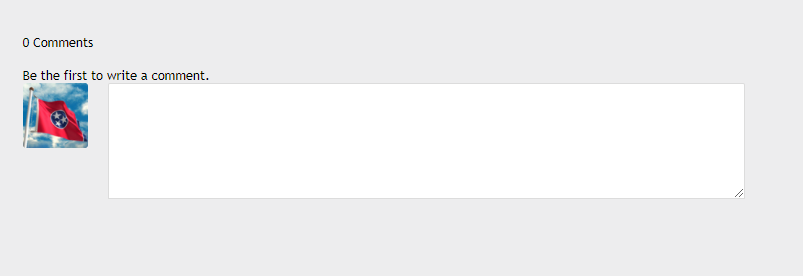 0 Comments
Be the first to write a comment.